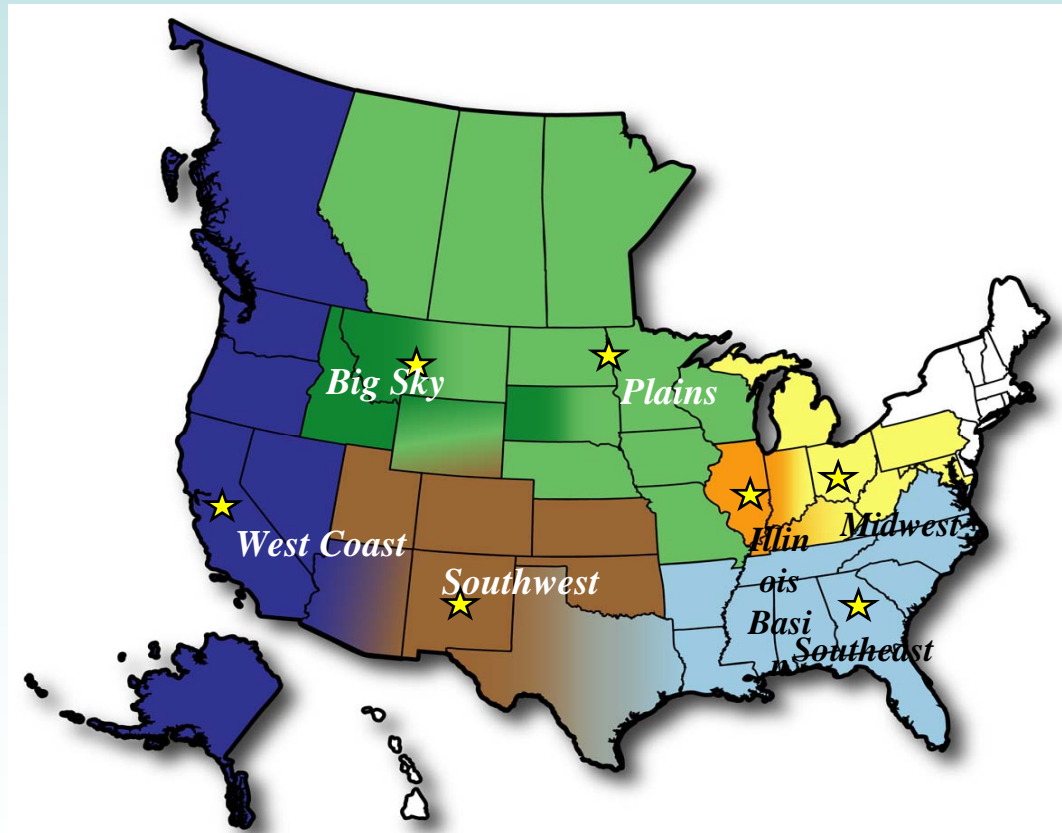 Big Sky
Plains
Midwest
West Coast
Illin
ois
Basi
n
Southwest
Southeast